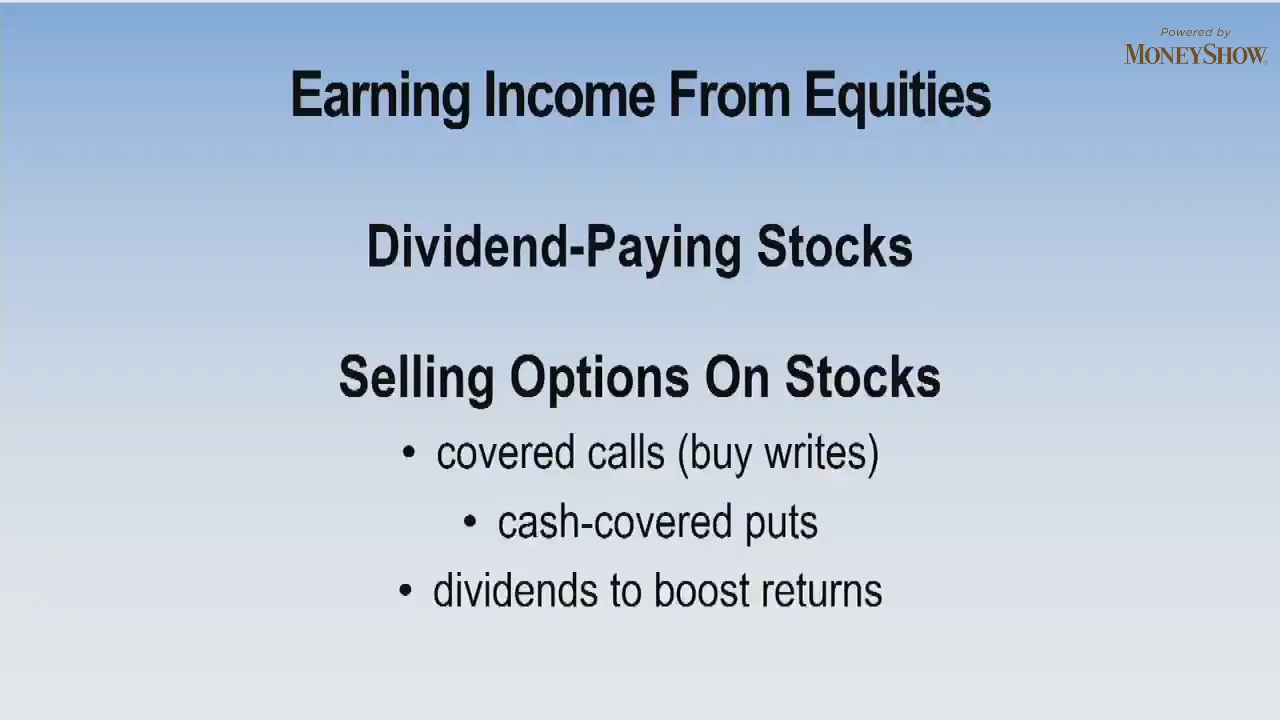 Powered by
MONEYSHOW
Earning Income From Equities
Dividend-Paying Stocks
Selling Options On Stocks
• covered calls (buy writes)
• cash-covered puts
• dividends to boost returns